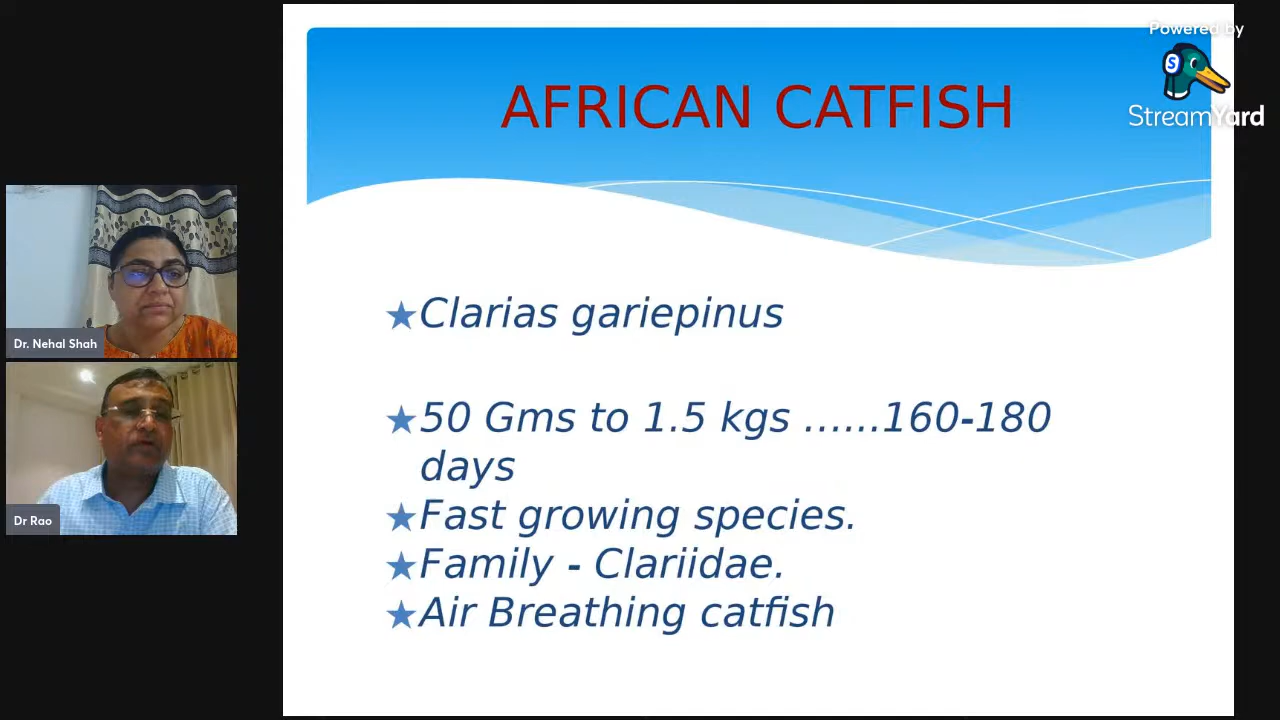 Powered by
S
StreamYard
AFRICAN CATFISH
Clarias gariepinus
50 Gms to 1.5 kgs ......160-180
days
Fast growing species.
Family - Clariidae.
Air Breathing catfish
Dr. Nehal Shah
Dr Rao